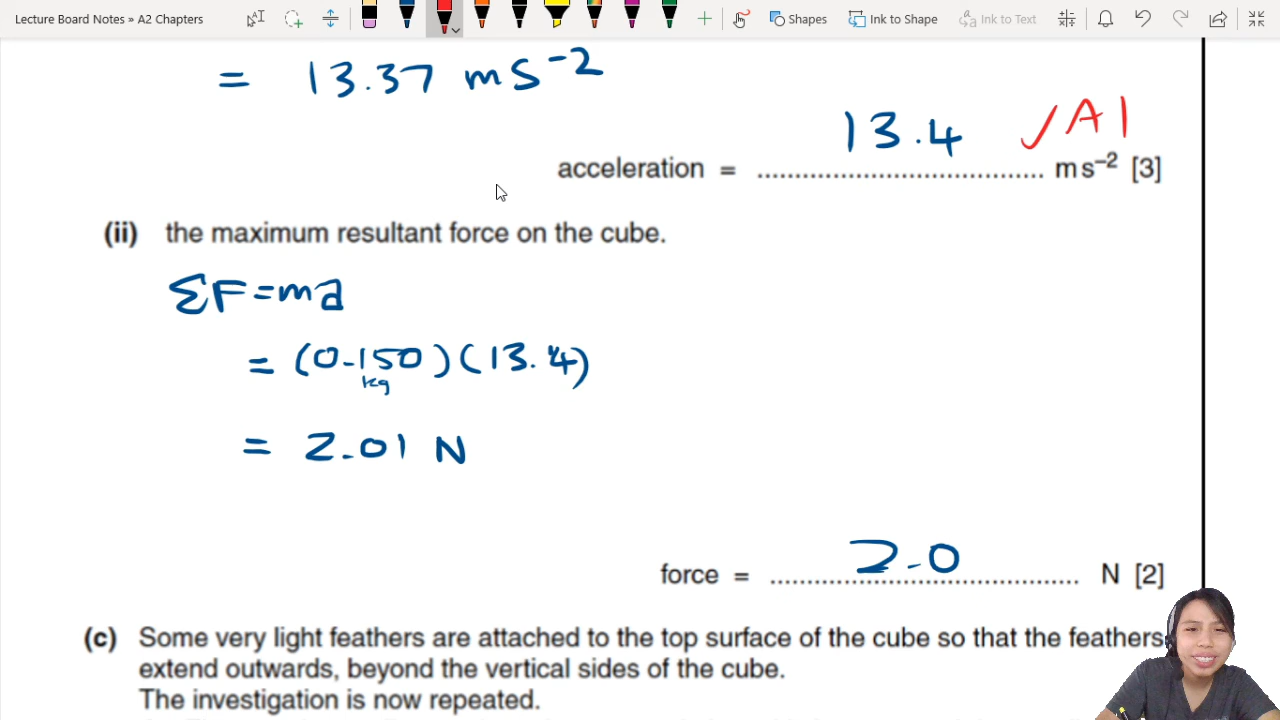 Lecture Board Notes » A2 Chapters
Shapes
Ink to Shape
Ink to Text
= 13.37 ms⁻²
13.4 ✓A1
acceleration = ...................................... m s⁻² [3]
(ii) the maximum resultant force on the cube.
ΣF=ma
= (0.150)(13.4)
kg
= 2.01 N
2.0
force = ......................................... N [2]
(c) Some very light feathers are attached to the top surface of the cube so that the feathers
extend outwards, beyond the vertical sides of the cube.
The investigation is now repeated.